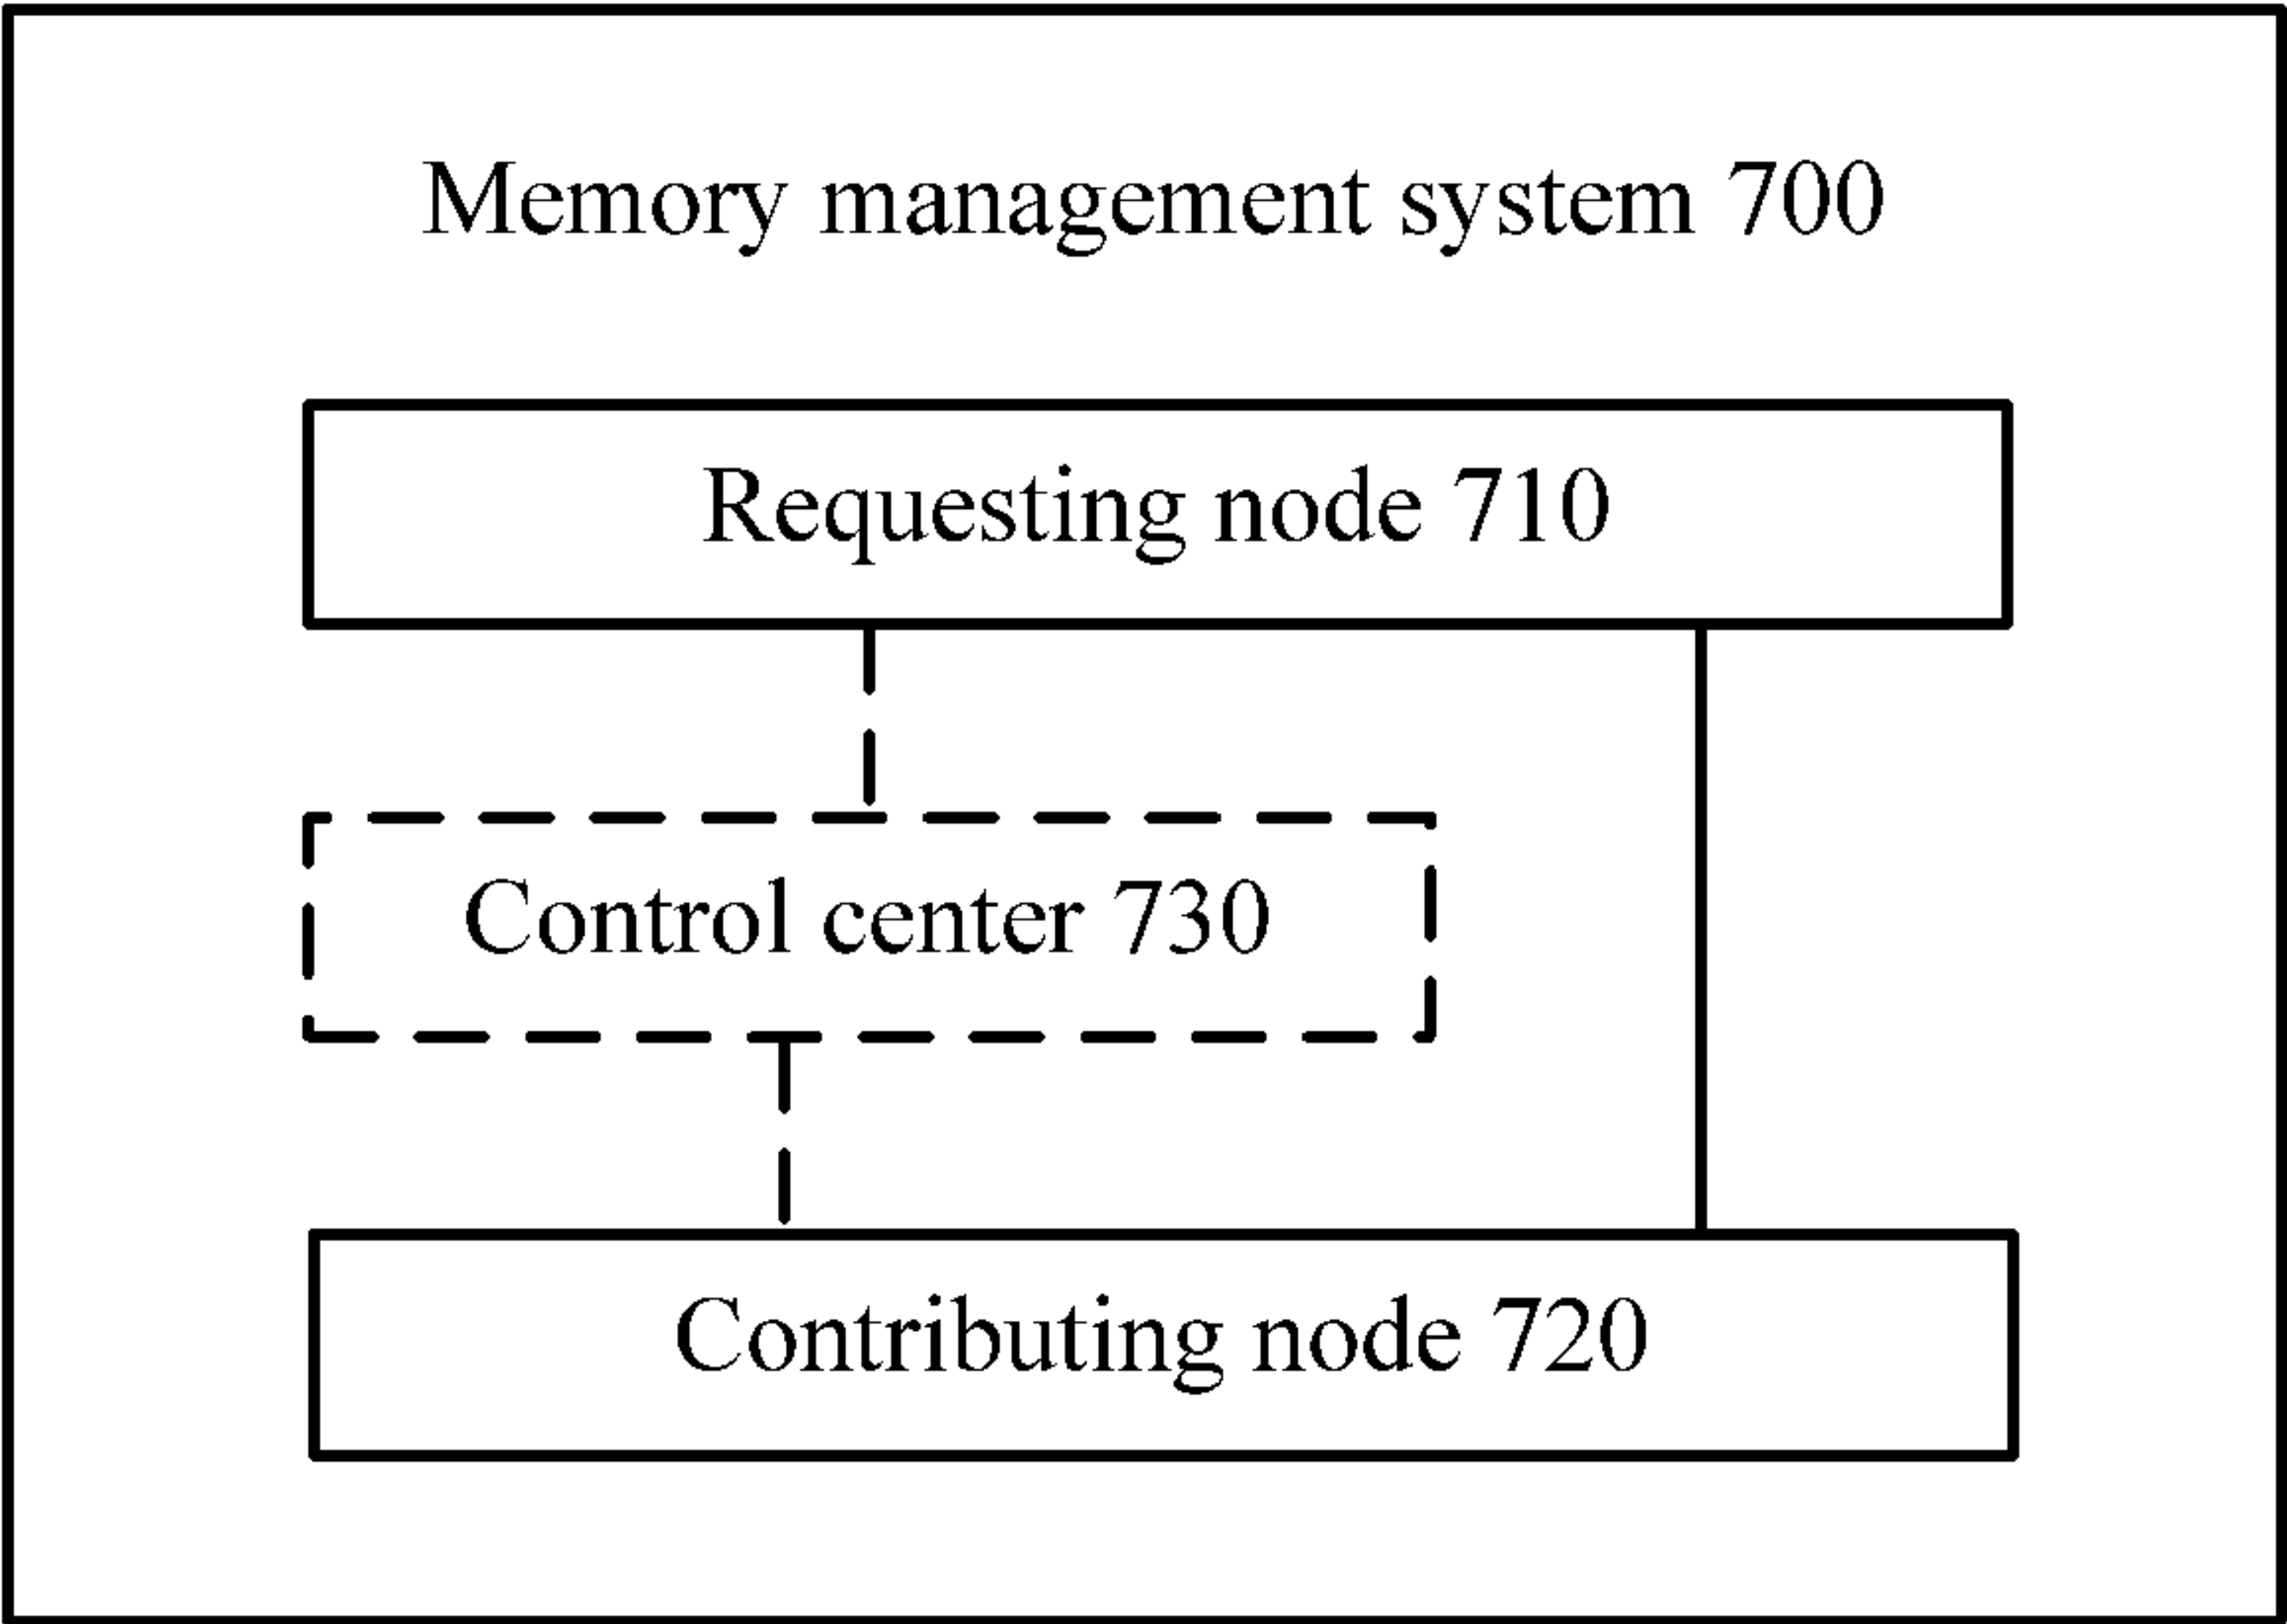 Memory management system 700
Requesting node 710
Control center 730
Contributing node 720